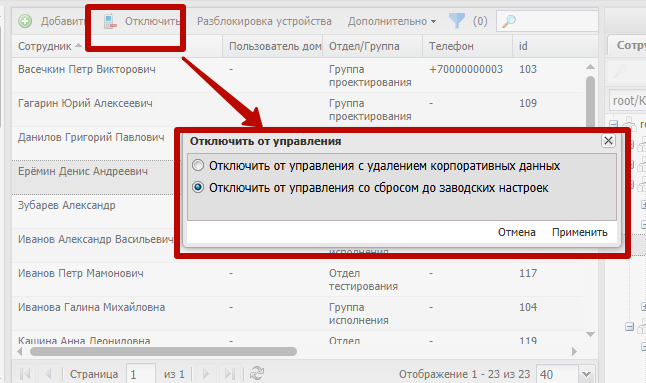 Добавить Отключить Разблокировка устройства Дополнительно (0)
Сотрудник Пользователь дом Отдел/Группа Телефон id
Васечкин Петр Викторович - Группа проектирования +70000000003 103
Гагарин Юрий Алексеевич - Группа проектирования - 109
Данилов Григорий Павлович
Отключить от управления
Отключить от управления с удалением корпоративных данных
Отключить от управления со сбросом до заводских настроек
Отмена Применить
Ерёмин Денис Андреевич
Зубарев Александр
Иванов Александр Васильевич
исполнения
Иванов Петр Мамонович - Отдел тестирования - 117
Иванова Галина Михайловна - Группа исполнения - 104
Кашина Анна Леонидовна - Отдел - 119
Страница 1 из 1 Отображение 1 - 23 из 23 40
Сотру
root/К